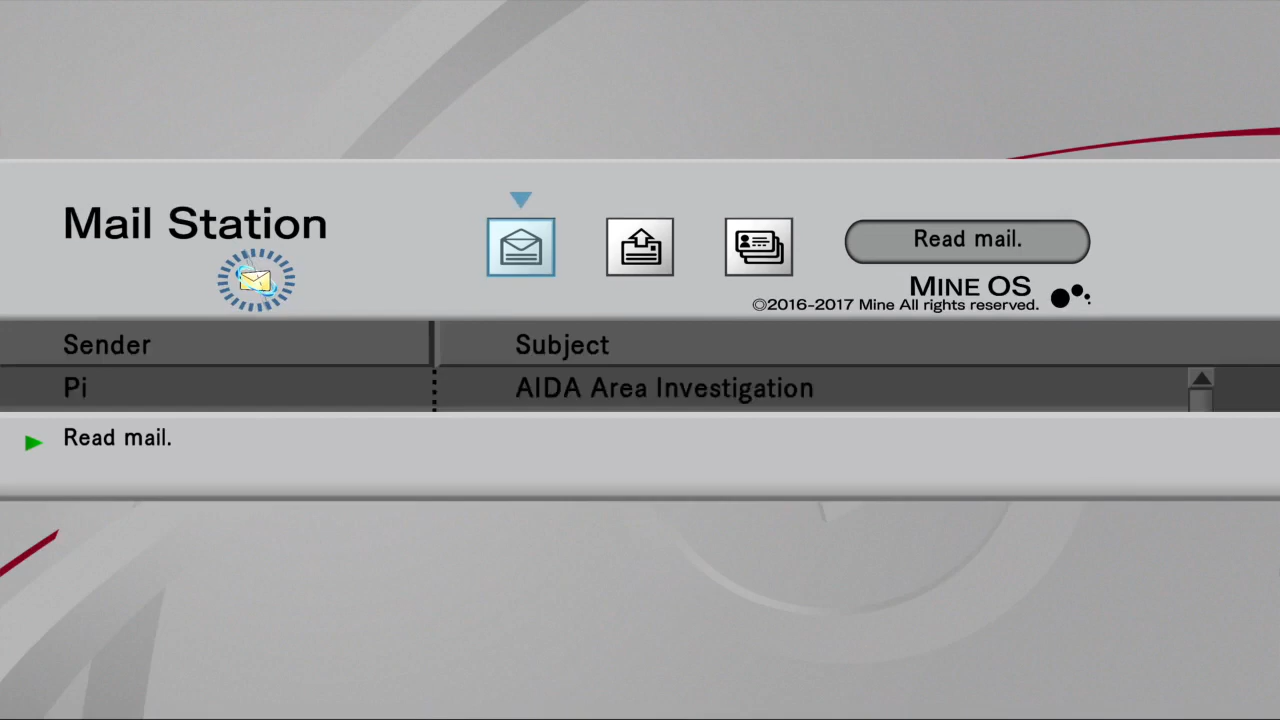 Mail Station
Read mail.
MINE OS
©2016-2017 Mine All rights reserved.
Sender Subject
Pi AIDA Area Investigation
Read mail.